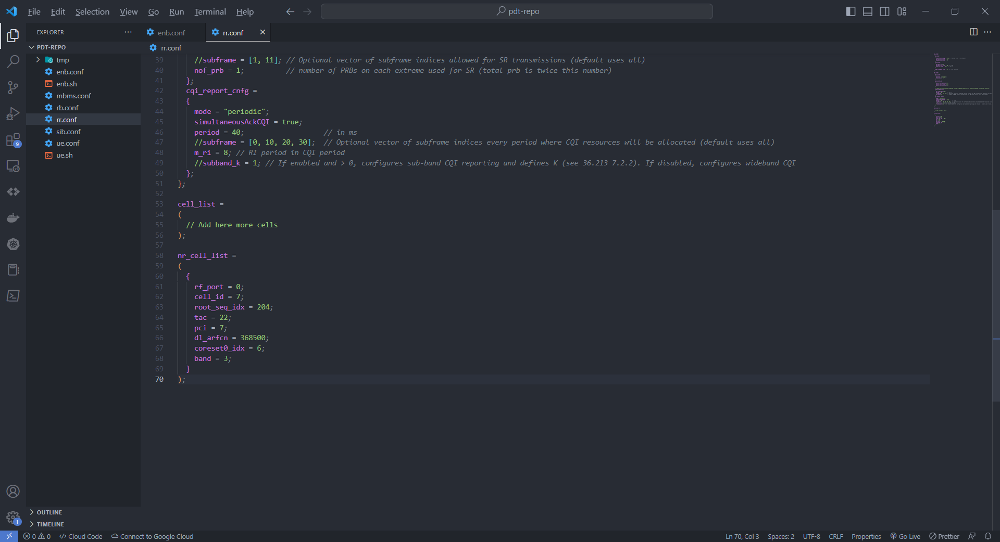 File Edit Selection View Go Run Terminal Help
pdt-repo
EXPLORER
enb.conf
rr.conf
PDT-REPO
tmp
enb.conf
enb.sh
mbms.conf
rb.conf
rr.conf
sib.conf
ue.conf
ue.sh
9
rr.conf
39 //subframe = [1, 11]; // Optional vector of subframe indices allowed for SR transmissions (default uses all)
40 nof_prb = 1; // number of PRBs on each extreme used for SR (total prb is twice this number)
41 };
42 cqi_report_cnfg =
43 {
44 mode = "periodic";
45 simultaneousAckCQI = true;
46 period = 40; // in ms
47 //subframe = [0, 10, 20, 30]; // Optional vector of subframe indices every period where CQI resources will be allocated (default uses all)
48 m_ri = 8; // RI period in CQI period
49 //subband_k = 1; // If enabled and > 0, configures sub-band CQI reporting and defines K (see 36.213 7.2.2). If disabled, configures wideband CQI
50 };
51 };
52
53 cell_list =
54 (
55 // Add here more cells
56 );
57
58 nr_cell_list =
59 (
60 {
61 rf_port = 0;
62 cell_id = 7;
63 root_seq_idx = 204;
64 tac = 22;
65 pci = 7;
66 dl_arfcn = 368500;
67 coreset0_idx = 6;
68 band = 3;
69 }
70 );
OUTLINE
TIMELINE
1
0 0 Cloud Code Connect to Google Cloud
Ln 70, Col 3 Spaces: 2 UTF-8 CRLF Properties Go Live Prettier